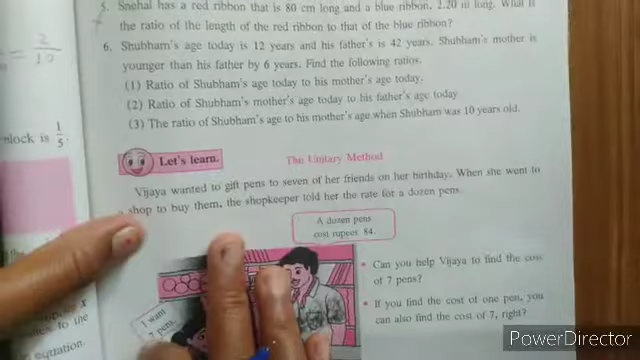 5. Snehal has a red ribbon that is 80 cm long and a blue ribbon, 2.20 m long. What is
the ratio of the length of the red ribbon to that of the blue ribbon?
6. Shubham's age today is 12 years and his father's is 42 years. Shubham's mother is
younger than his father by 6 years. Find the following ratios.
(1) Ratio of Shubham's age today to his mother's age today.
(2) Ratio of Shubham's mother's age today to his father's age today
(3) The ratio of Shubham's age to his mother's age when Shubham was 10 years old.
Let's learn.
The Unitary Method
Vijaya wanted to gift pens to seven of her friends on her birthday. When she went to
a shop to buy them, the shopkeeper told her the rate for a dozen pens.
A dozen pens
cost rupees 84.
I want
7 pens.
• Can you help Vijaya to find the cost
of 7 pens?
• If you find the cost of one pen, you
can also find the cost of 7, right?
= 2/10
block is 1/5.
x
to the
equation.
PowerDirector